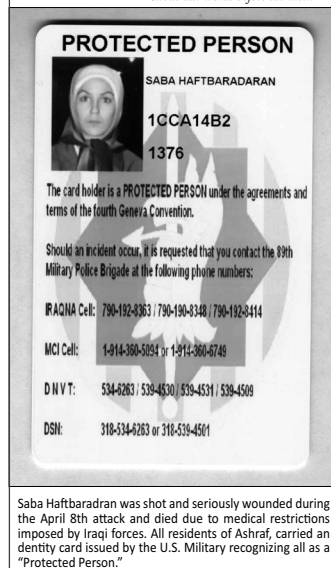 PROTECTED PERSON
SABA HAFTBARADARAN
1CCA14B2
1376
The card holder is a PROTECTED PERSON under the agreements and
terms of the fourth Geneva Convention.
Should an incident occur, it is requested that you contact the 89th
Military Police Brigade at the following phone numbers:
IRAQNA Cell: 790-192-8363 / 790-190-8348 / 790-192-8414
MCI Cell: 1-914-360-5094 or 1-914-360-6749
DNVT: 534-6263 / 539-4530 / 539-4531 / 539-4509
DSN: 318-534-6263 or 318-539-4501
Saba Haftbaradran was shot and seriously wounded during
the April 8th attack and died due to medical restrictions
imposed by Iraqi forces. All residents of Ashraf, carried an
dentity card issued by the U.S. Military recognizing all as a
“Protected Person.”